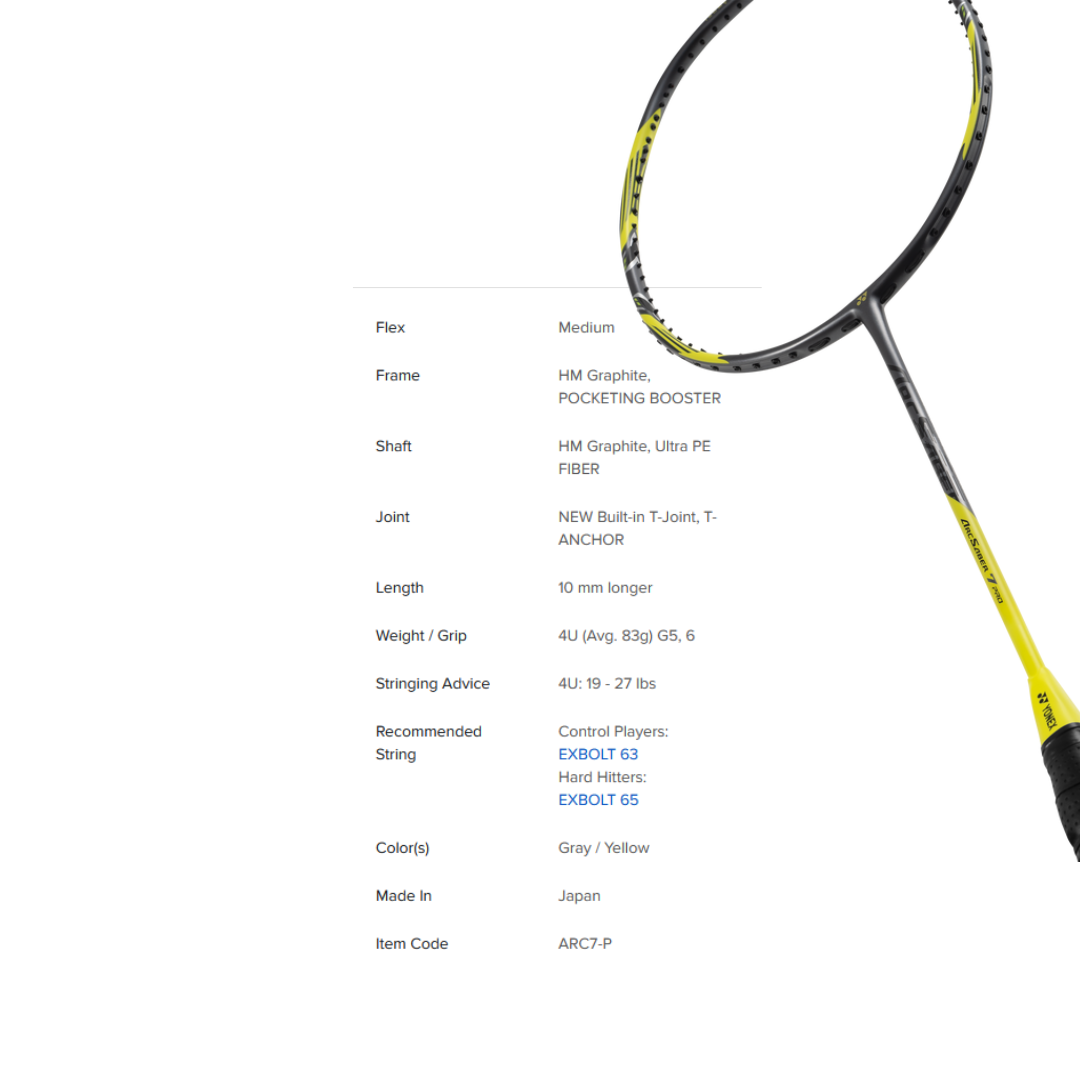 Flex Medium
Frame HM Graphite,
POCKETING BOOSTER
Shaft HM Graphite, Ultra PE
FIBER
Joint NEW Built-in T-Joint, T-
ANCHOR
Length 10 mm longer
Weight / Grip 4U (Avg. 83g) G5, 6
Stringing Advice 4U: 19 - 27 lbs
Recommended Control Players:
String EXBOLT 63
Hard Hitters:
EXBOLT 65
Color(s) Gray / Yellow
Made In Japan
Item Code ARC7-P
ARCSABER 7 PRO
YONEX